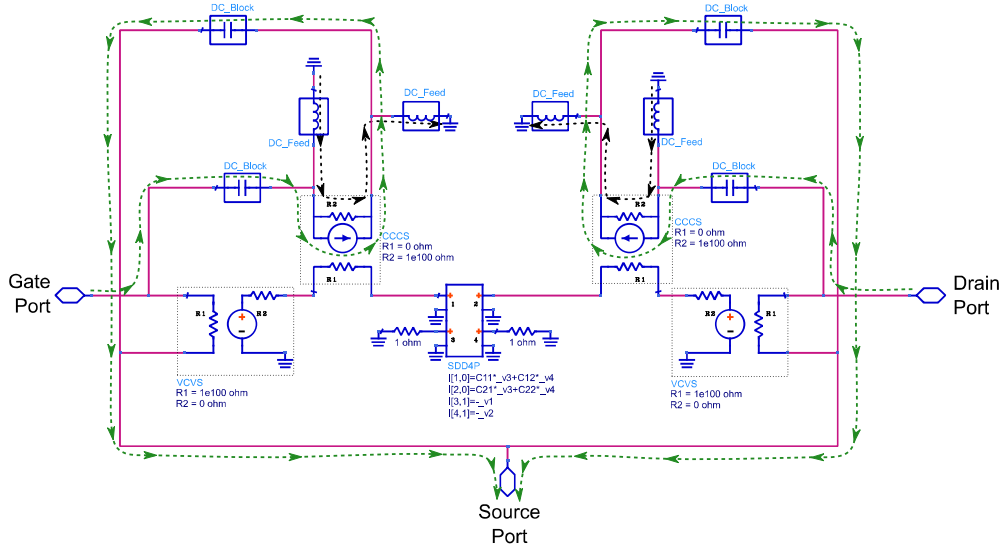 DC_Block
DC_Block
DC_Feed
DC_Feed
DC_Feed
DC_Feed
DC_Block
DC_Block
R2
R2
CCCS
R1 = 0 ohm
R2 = 1e100 ohm
CCCS
R1 = 0 ohm
R2 = 1e100 ohm
R1
R1
Gate
Port
Drain
Port
R1
+
-
R2
R2
+
-
R1
+
1
+
2
+
3
+
4
1 ohm
1 ohm
VCVS
R1 = 1e100 ohm
R2 = 0 ohm
SDD4P
I[1,0]=C11*_v3+C12*_v4
I[2,0]=C21*_v3+C22*_v4
I[3,1]=-_v1
I[4,1]=-_v2
VCVS
R1 = 1e100 ohm
R2 = 0 ohm
Source
Port